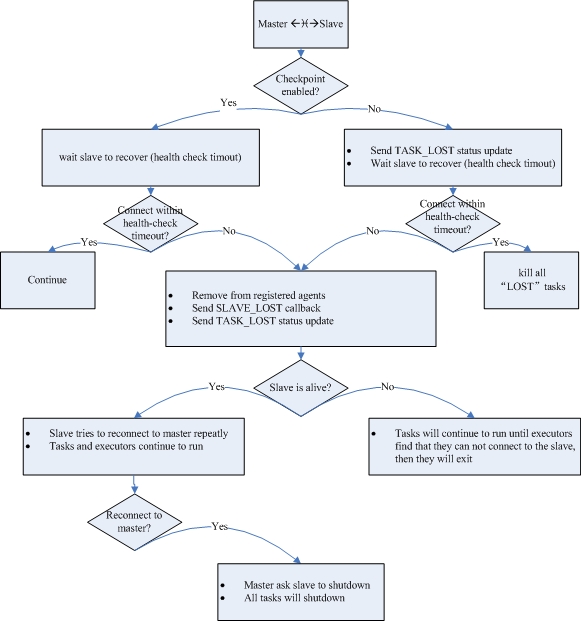 Master ←)(→Slave
Checkpoint
enabled?
Yes
No
wait slave to recover (health check timout)
• Send TASK_LOST status update
• Wait slave to recover (health check timout)
Connect within
health-check
timeout?
Connect within
health-check
timeout?
Yes
No
No
Yes
Continue
kill all
“LOST” tasks
• Remove from registered agents
• Send SLAVE_LOST callback
• Send TASK_LOST status update
Slave is alive?
Yes
No
• Slave tries to reconnect to master repeatly
• Tasks and executors continue to run
• Tasks will continue to run until executors
find that they can not connect to the slave,
then they will exit
Reconnect to
master?
Yes
• Master ask slave to shutdown
• All tasks will shutdown